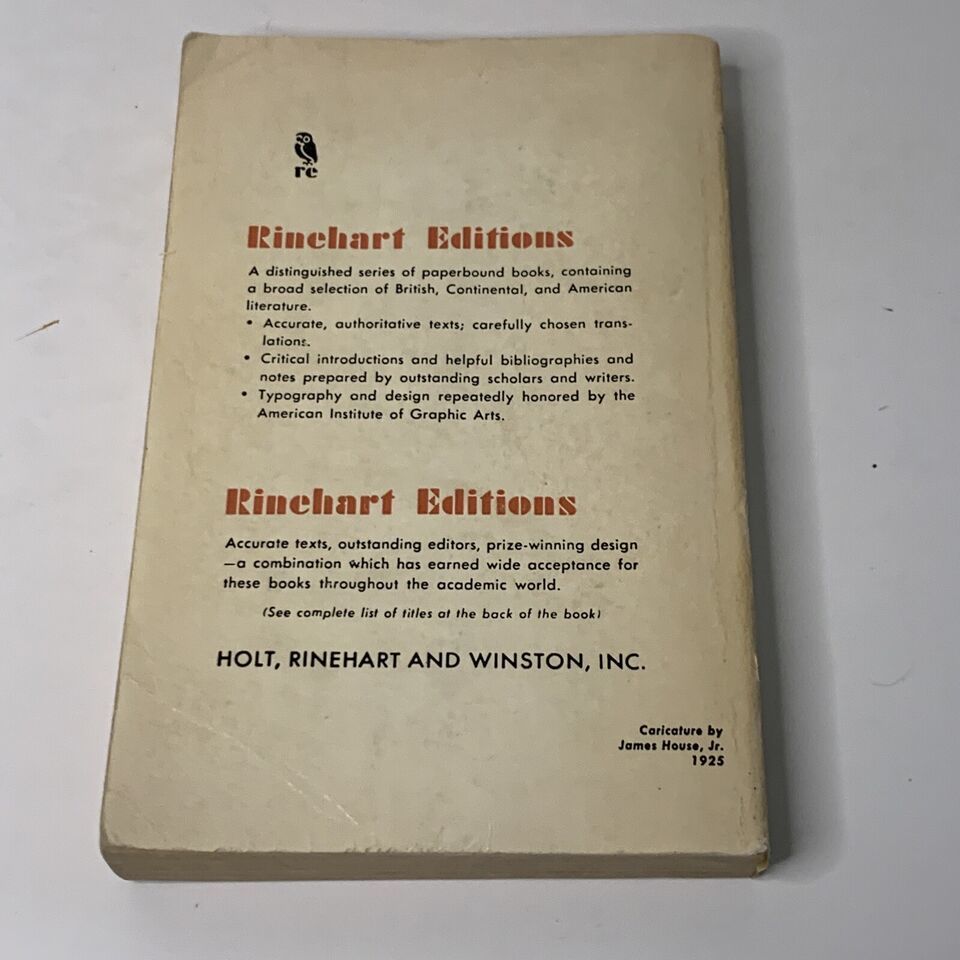 re
Rinehart Editions
A distinguished series of paperbound books, containing
a broad selection of British, Continental, and American
literature.
• Accurate, authoritative texts; carefully chosen trans-
lations.
• Critical introductions and helpful bibliographies and
notes prepared by outstanding scholars and writers.
• Typography and design repeatedly honored by the
American Institute of Graphic Arts.
Rinehart Editions
Accurate texts, outstanding editors, prize-winning design
—a combination which has earned wide acceptance for
these books throughout the academic world.
(See complete list of titles at the back of the book)
HOLT, RINEHART AND WINSTON, INC.
Caricature by
James House, Jr.
1925